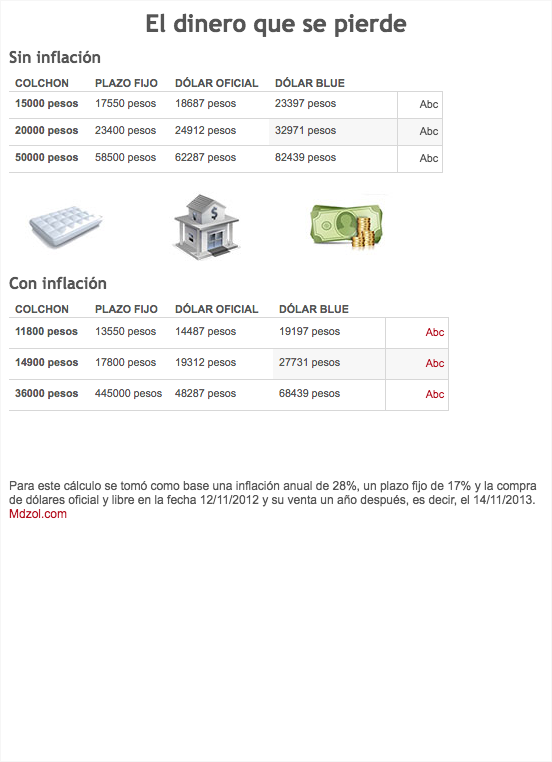 El dinero que se pierde
Sin inflación
COLCHON PLAZO FIJO DÓLAR OFICIAL DÓLAR BLUE
15000 pesos 17550 pesos 18687 pesos 23397 pesos Abc
20000 pesos 23400 pesos 24912 pesos 32971 pesos Abc
50000 pesos 58500 pesos 62287 pesos 82439 pesos Abc
$
Con inflación
COLCHON PLAZO FIJO DÓLAR OFICIAL DÓLAR BLUE
11800 pesos 13550 pesos 14487 pesos 19197 pesos Abc
14900 pesos 17800 pesos 19312 pesos 27731 pesos Abc
36000 pesos 445000 pesos 48287 pesos 68439 pesos Abc
Para este cálculo se tomó como base una inflación anual de 28%, un plazo fijo de 17% y la compra
de dólares oficial y libre en la fecha 12/11/2012 y su venta un año después, es decir, el 14/11/2013.
Mdzol.com